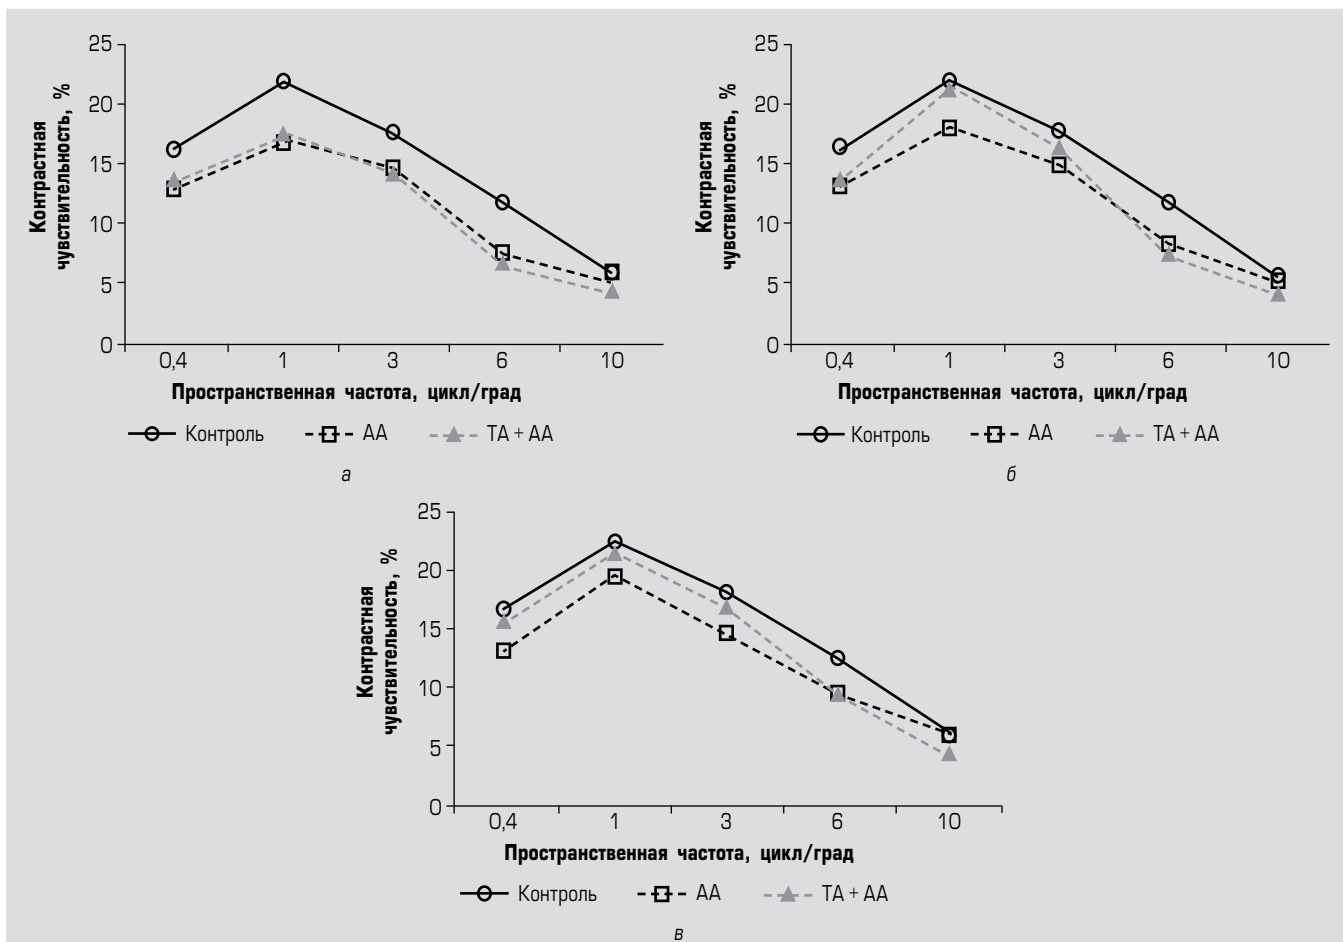 25
20
15
10
5
0
Контрастная
чувствительность, %
0,4 1 3 6 10
Пространственная частота, цикл/град
Контроль АА ТА + АА
а
25
20
15
10
5
0
Контрастная
чувствительность, %
0,4 1 3 6 10
Пространственная частота, цикл/град
Контроль АА ТА + АА
б
25
20
15
10
5
0
Контрастная
чувствительность, %
0,4 1 3 6 10
Пространственная частота, цикл/град
Контроль АА ТА + АА
в